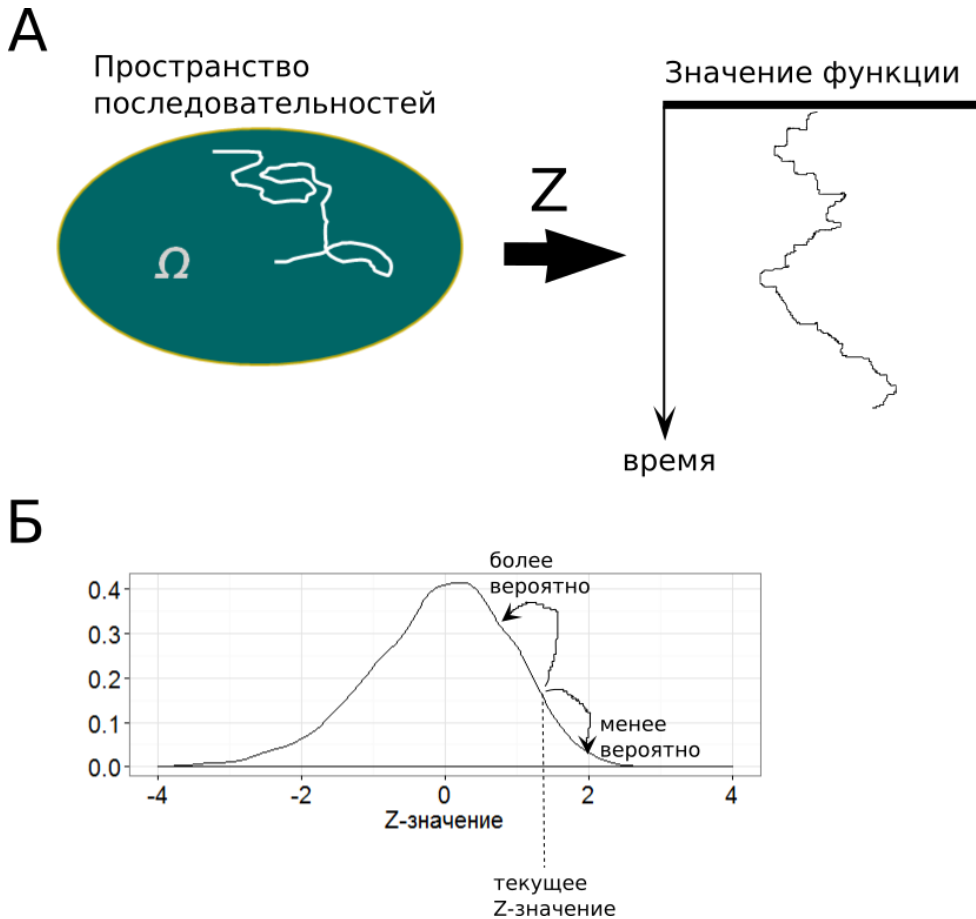 А
Пространство
последовательностей
Значение функции
Z
Ω
время
Б
более
вероятно
0.4
0.3
0.2
0.1
0.0
менее
вероятно
-4
-2
0
2
4
Z-значение
текущее
Z-значение